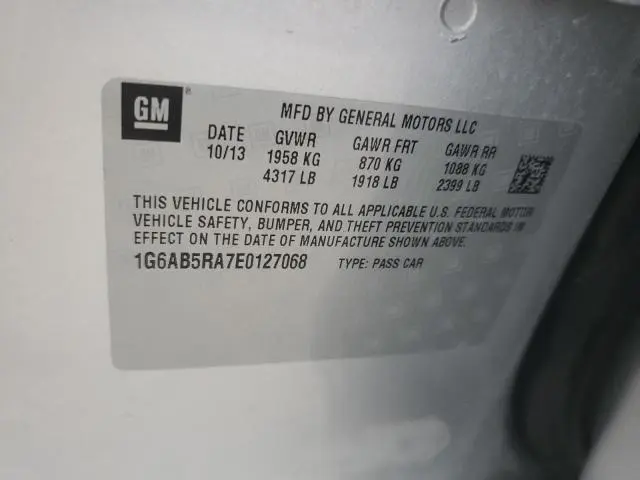 GM
MFD BY GENERAL MOTORS LLC
DATE GVWR GAWR FRT GAWR RR
10/13 1958 KG 870 KG 1088 KG
4317 LB 1918 LB 2399 LB
THIS VEHICLE CONFORMS TO ALL APPLICABLE U.S. FEDERAL MOTOR
VEHICLE SAFETY, BUMPER, AND THEFT PREVENTION STANDARDS IN
EFFECT ON THE DATE OF MANUFACTURE SHOWN ABOVE.
1G6AB5RA7E0127068 TYPE: PASS CAR